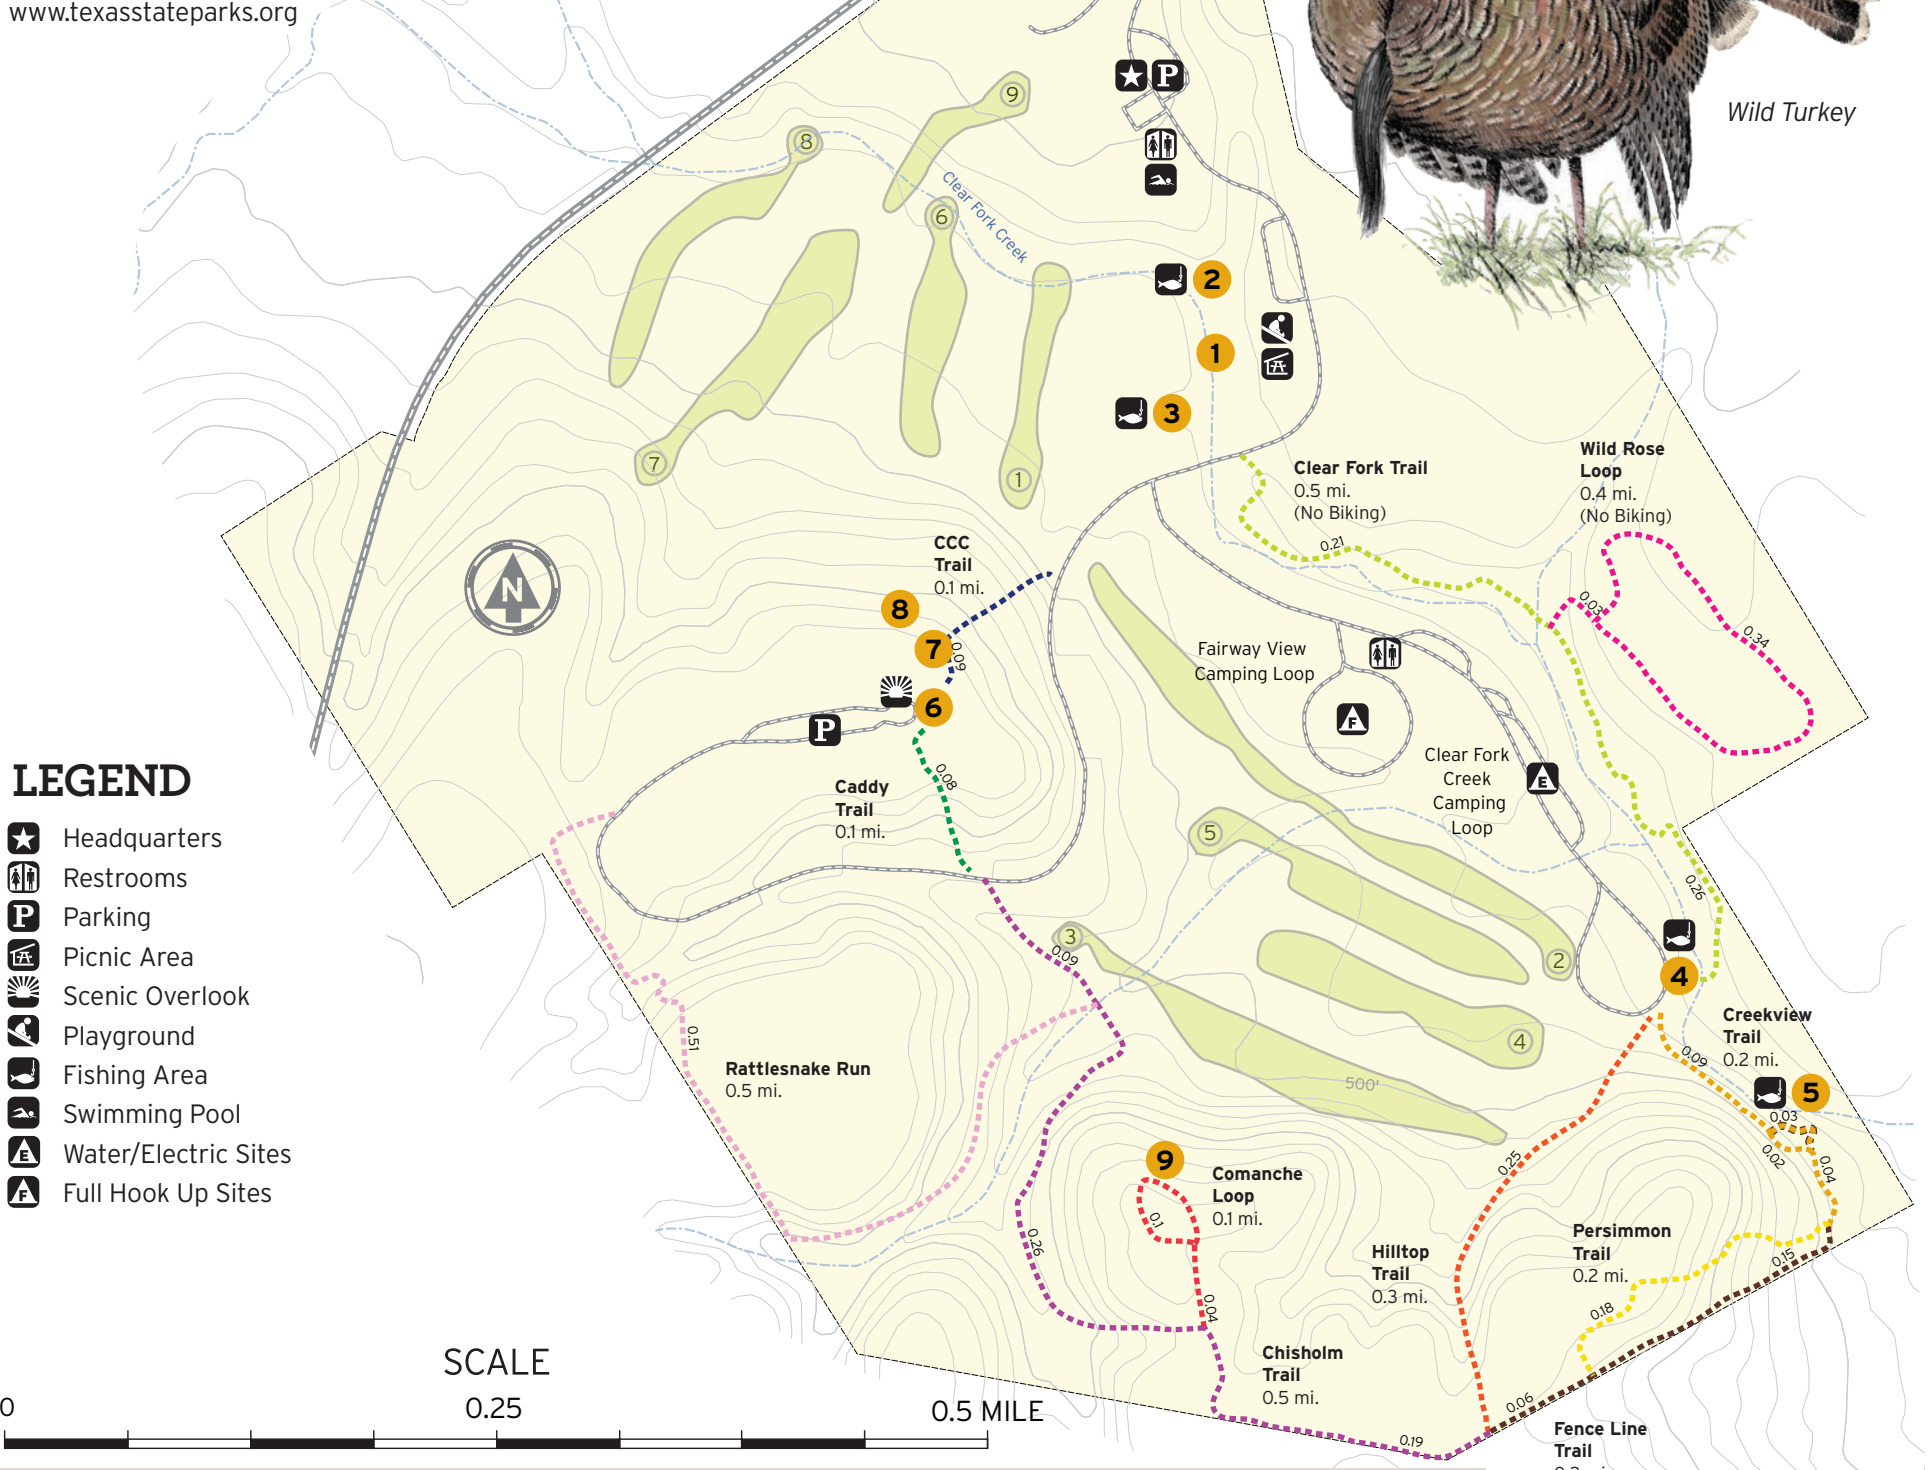 www.texasstateparks.org
Wild Turkey
9
8
6
7
1
P
Clear Fork Creek
2
1
3
Clear Fork Trail
0.5 mi.
(No Biking)
0.21
Wild Rose
Loop
0.4 mi.
(No Biking)
0.03
0.34
N
CCC
Trail
0.1 mi.
8
7
0.09
6
P
0.08
Caddy
Trail
0.1 mi.
Fairway View
Camping Loop
F
Clear Fork
Creek
Camping
Loop
E
5
3
2
4
0.26
4
0.09
0.51
Rattlesnake Run
0.5 mi.
500'
Creekview
Trail
0.2 mi.
0.09
5
0.03
0.02
0.04
9
Comanche
Loop
0.1 mi.
0.1
0.04
0.26
0.25
Hilltop
Trail
0.3 mi.
Persimmon
Trail
0.2 mi.
0.15
0.18
Chisholm
Trail
0.5 mi.
0.06
0.19
Fence Line
Trail
LEGEND
Headquarters
Restrooms
P Parking
Picnic Area
Scenic Overlook
Playground
Fishing Area
Swimming Pool
E Water/Electric Sites
F Full Hook Up Sites
SCALE
0 0.25 0.5 MILE